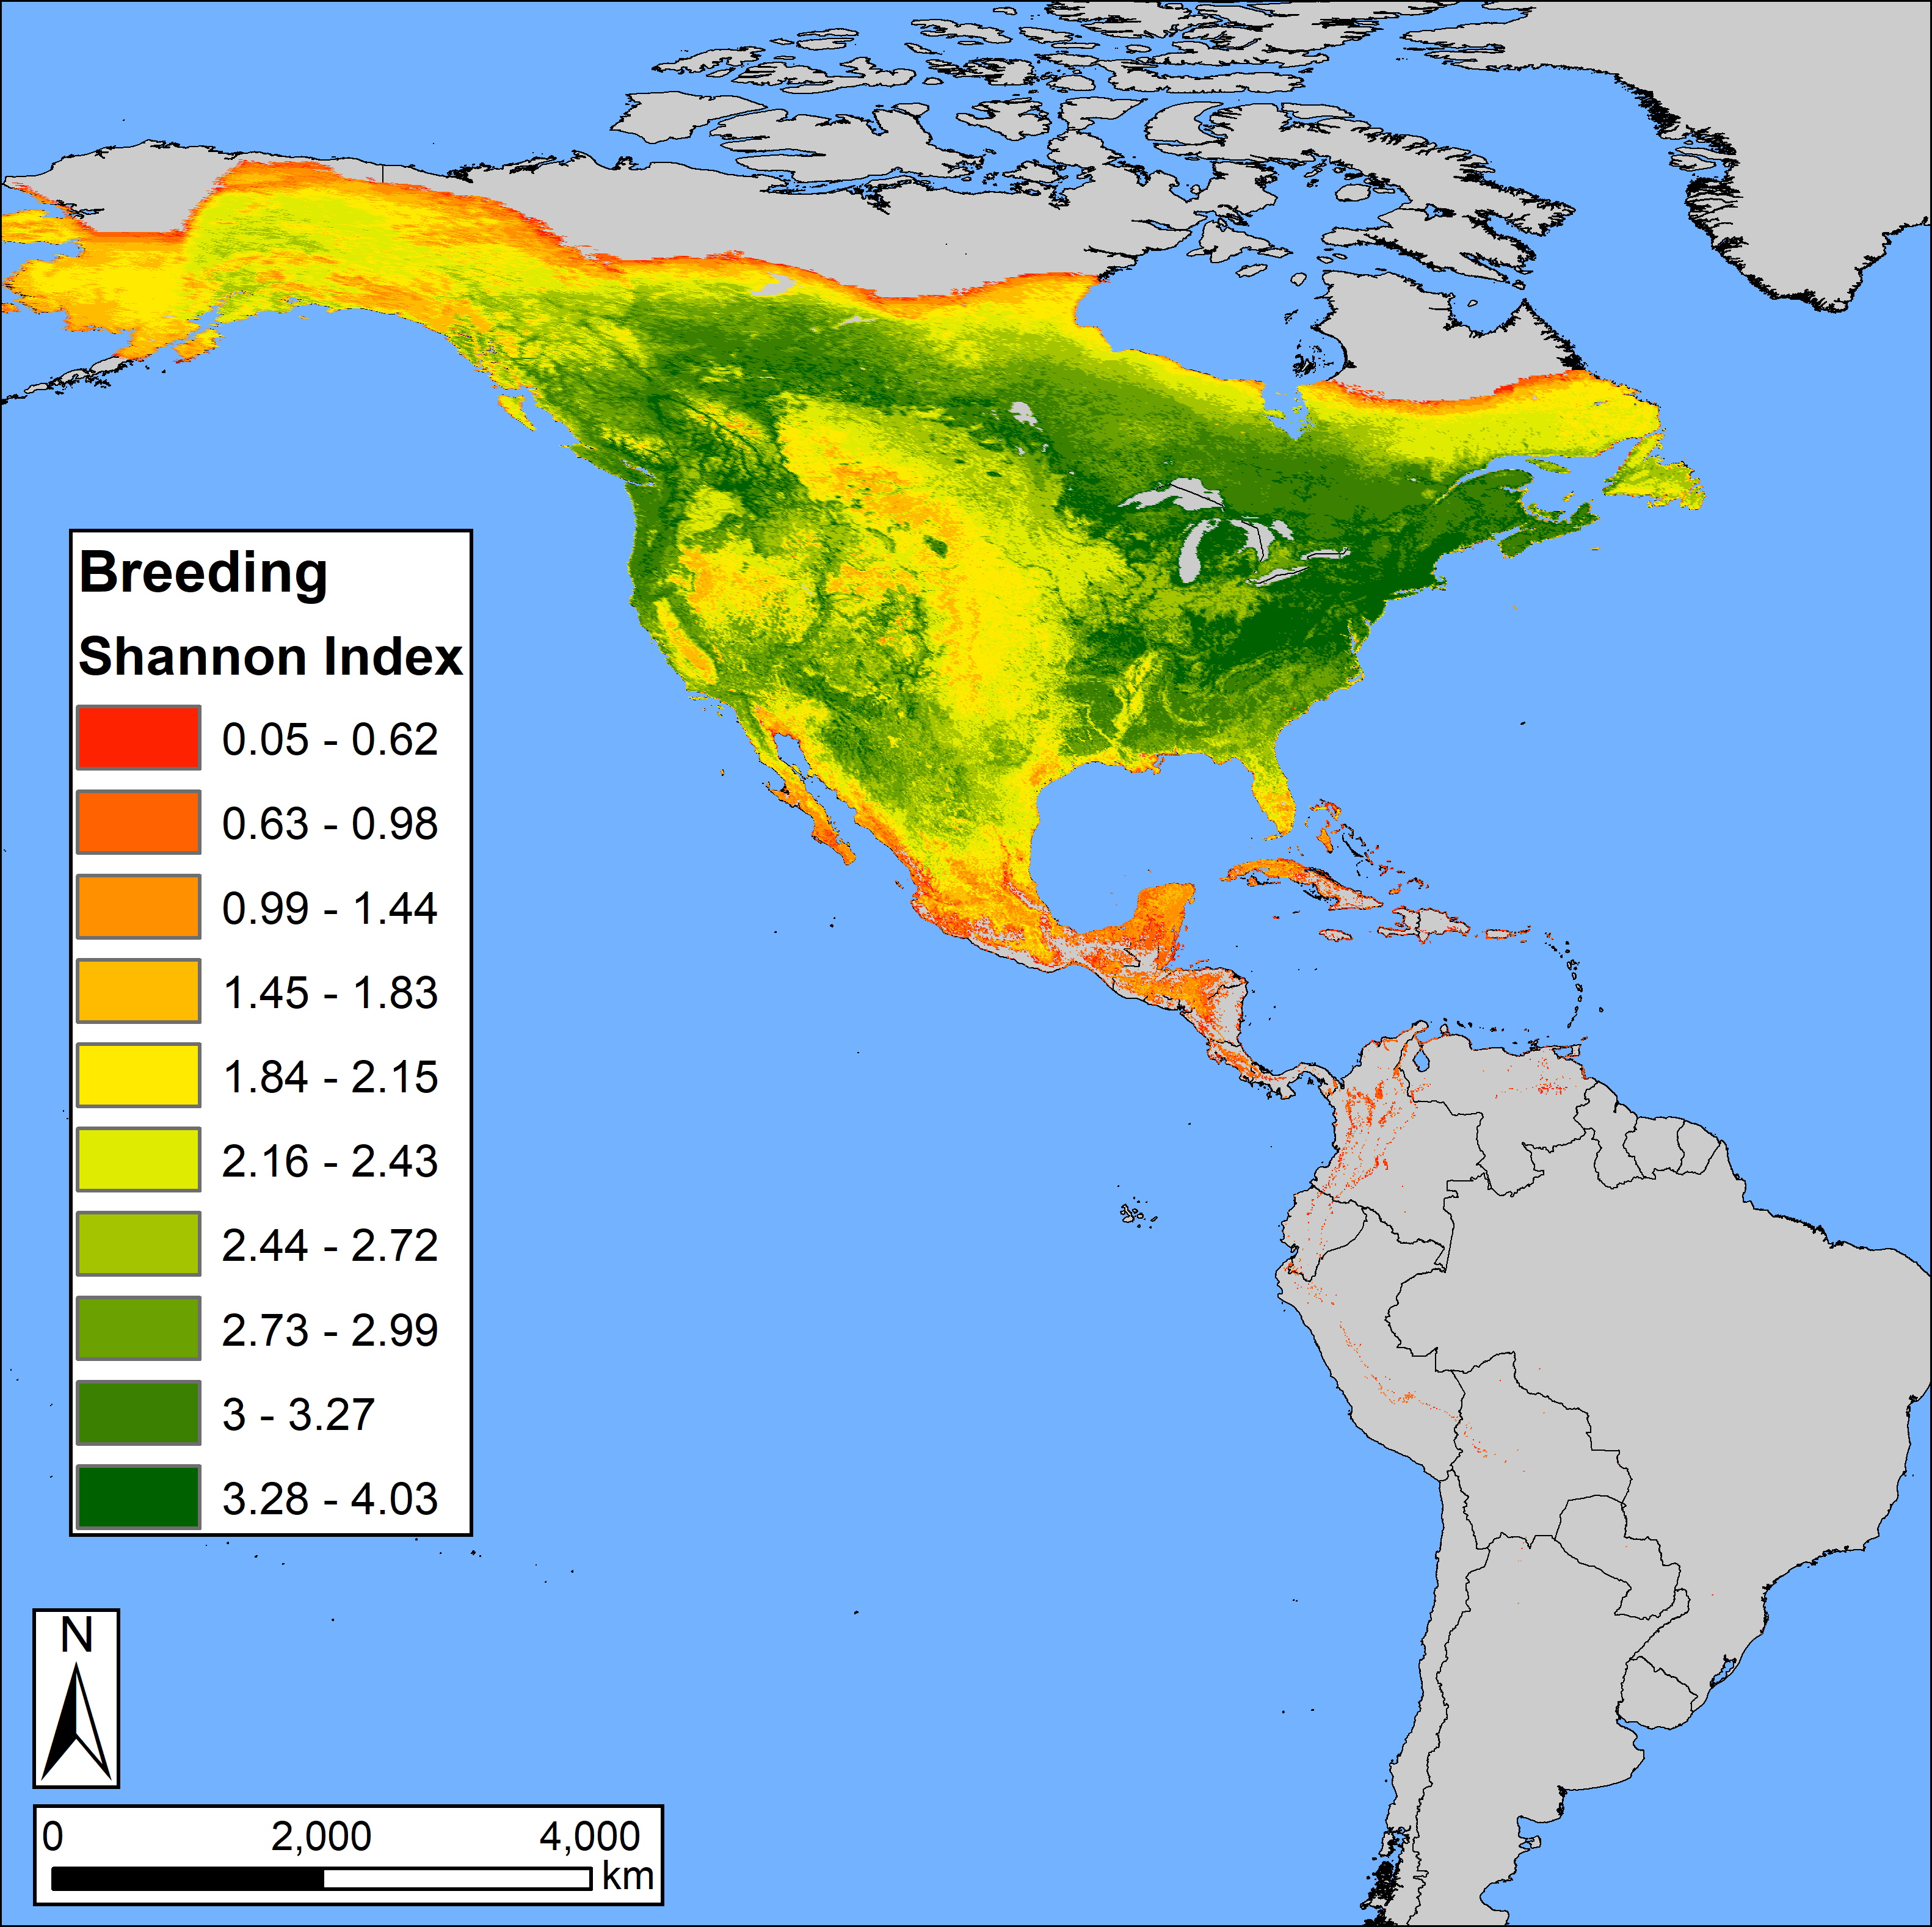 Breeding
Shannon Index
0.05 - 0.62
0.63 - 0.98
0.99 - 1.44
1.45 - 1.83
1.84 - 2.15
2.16 - 2.43
2.44 - 2.72
2.73 - 2.99
3 - 3.27
3.28 - 4.03
N
0 2,000 4,000
km